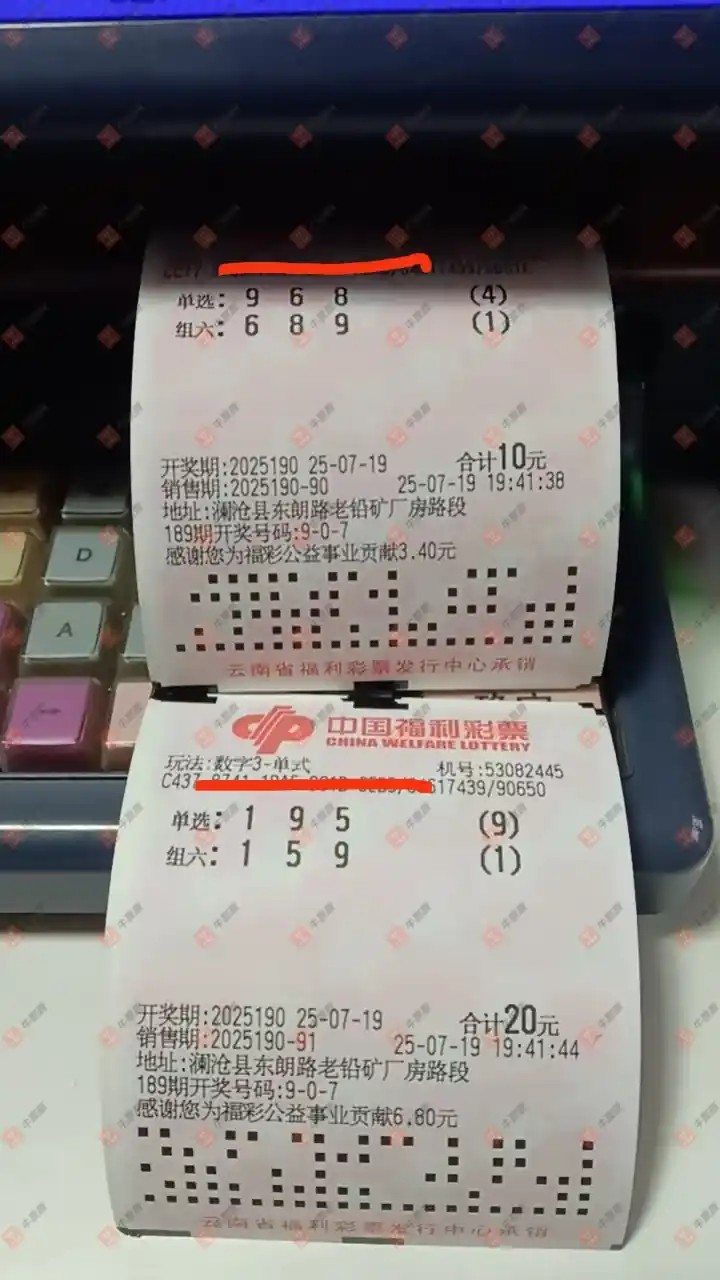 单选: 9 6 8 (4)
组六: 6 8 9 (1)
开奖期:2025190 25-07-19 合计10元
销售期:2025190-90 25-07-19 19:41:38
地址:澜沧县东朗路老铅矿厂房路段
189期开奖号码:9-0-7
感谢您为福彩公益事业贡献3.40元
云南省福利彩票发行中心承销
D
A
中国福利彩票
CHINA WELFARE LOTTERY
玩法:数字3-单式 机号:53082445
17439/90650
单选: 1 9 5 (9)
组六: 1 5 9 (1)
开奖期:2025190 25-07-19 合计20元
销售期:2025190-91 25-07-19 19:41:44
地址:澜沧县东朗路老铅矿厂房路段
189期开奖号码:9-0-7
感谢您为福彩公益事业贡献6.80元
云南省福利彩票发行中心承销